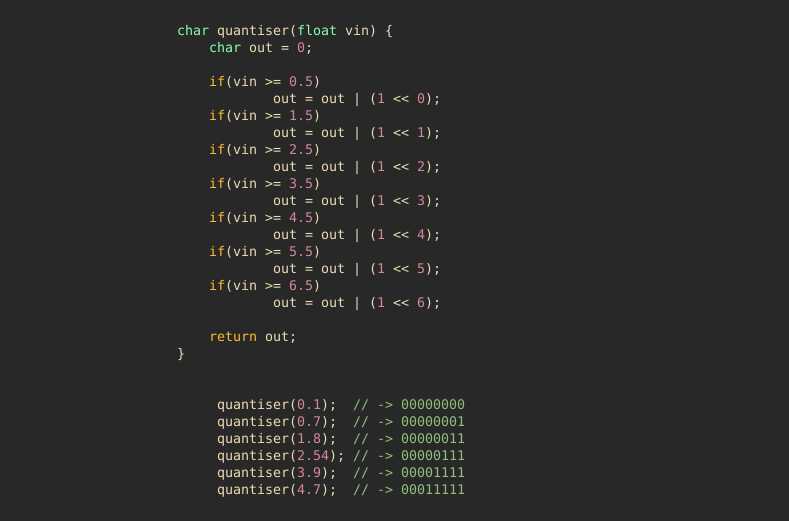 char quantiser(float vin) {
    char out = 0;

    if(vin >= 0.5)
            out = out | (1 << 0);
    if(vin >= 1.5)
            out = out | (1 << 1);
    if(vin >= 2.5)
            out = out | (1 << 2);
    if(vin >= 3.5)
            out = out | (1 << 3);
    if(vin >= 4.5)
            out = out | (1 << 4);
    if(vin >= 5.5)
            out = out | (1 << 5);
    if(vin >= 6.5)
            out = out | (1 << 6);

    return out;
}

     quantiser(0.1);  // -> 00000000
     quantiser(0.7);  // -> 00000001
     quantiser(1.8);  // -> 00000011
     quantiser(2.54); // -> 00000111
     quantiser(3.9);  // -> 00001111
     quantiser(4.7);  // -> 00011111